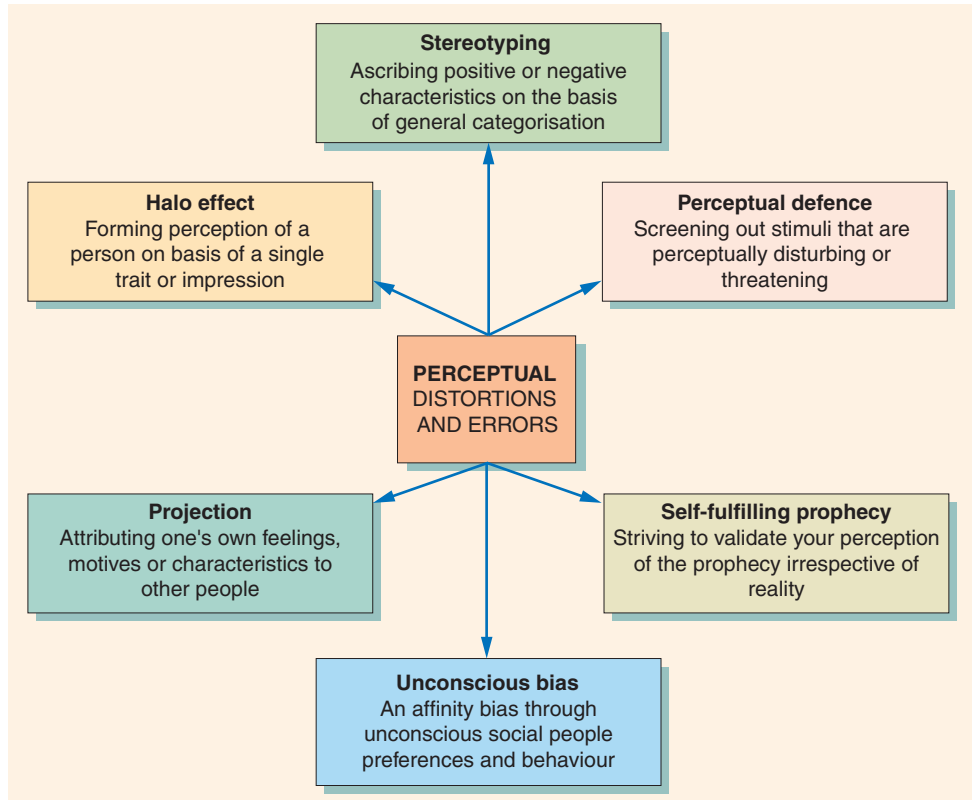 Stereotyping
Ascribing positive or negative
characteristics on the basis
of general categorisation
Halo effect
Forming perception of a
person on basis of a single
trait or impression
Perceptual defence
Screening out stimuli that are
perceptually disturbing or
threatening
PERCEPTUAL
DISTORTIONS
AND ERRORS
Projection
Attributing one's own feelings,
motives or characteristics to
other people
Self-fulfilling prophecy
Striving to validate your perception
of the prophecy irrespective of
reality
Unconscious bias
An affinity bias through
unconscious social people
preferences and behaviour